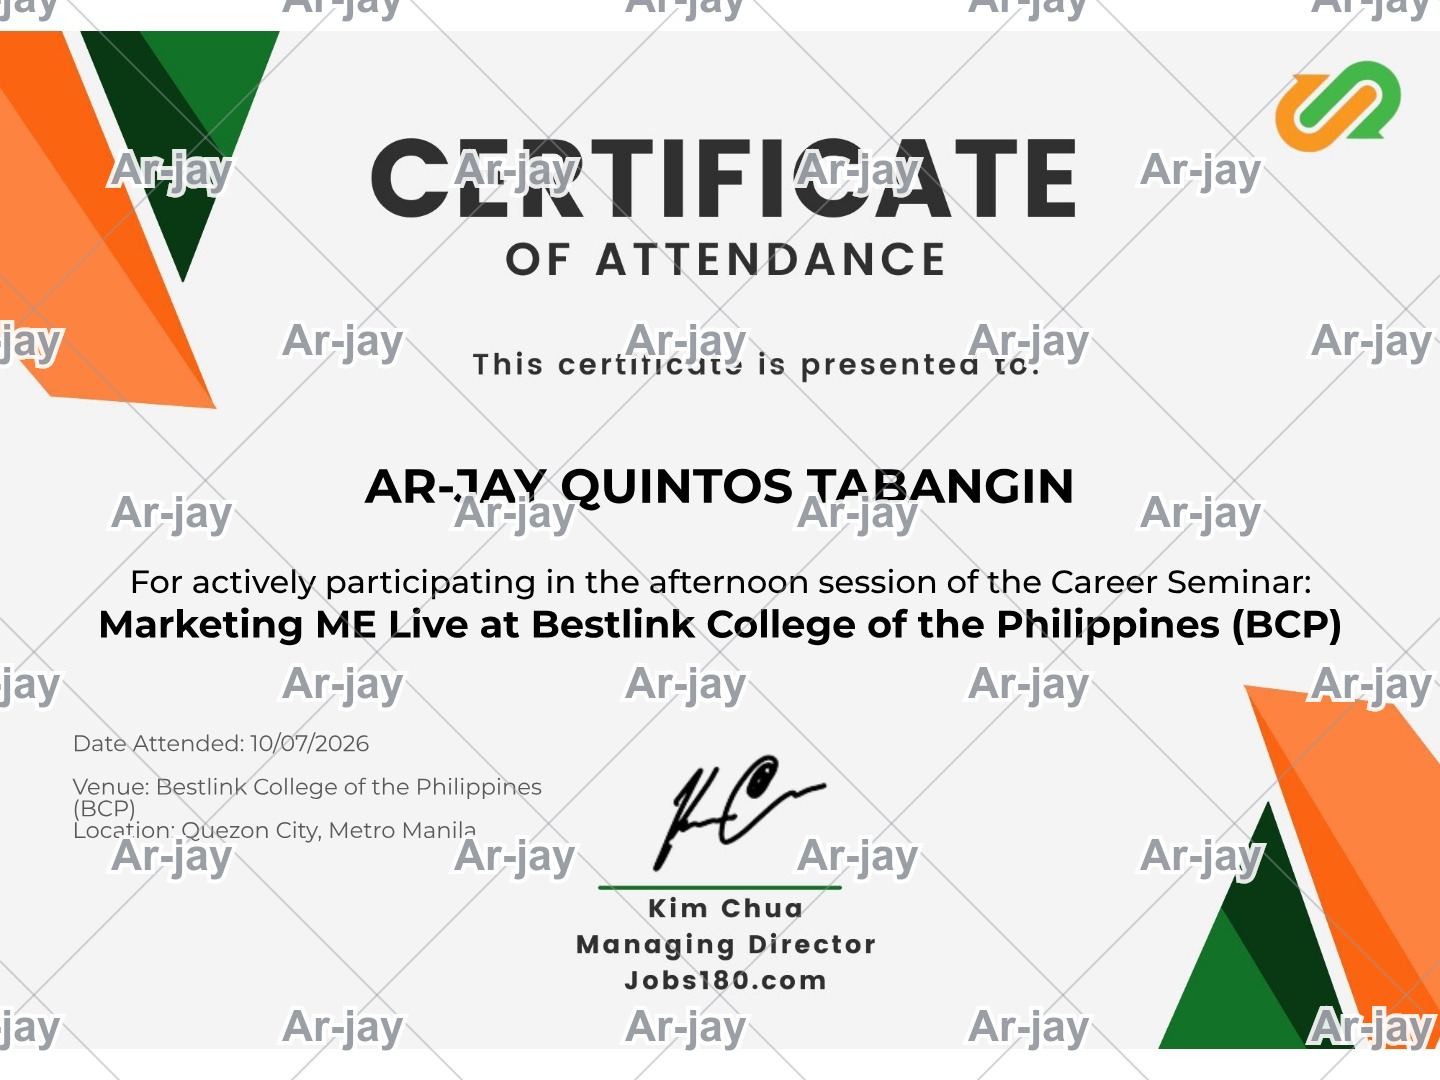 CERTIFICATE
OF ATTENDANCE
This certificate is presented to:
AR-JAY QUINTOS TABANGIN
For actively participating in the afternoon session of the Career Seminar:
Marketing ME Live at Bestlink College of the Philippines (BCP)
Date Attended: 10/07/2026
Venue: Bestlink College of the Philippines
(BCP)
Location: Quezon City, Metro Manila
Kim Chua
Managing Director
Jobs180.com
Ar-jay